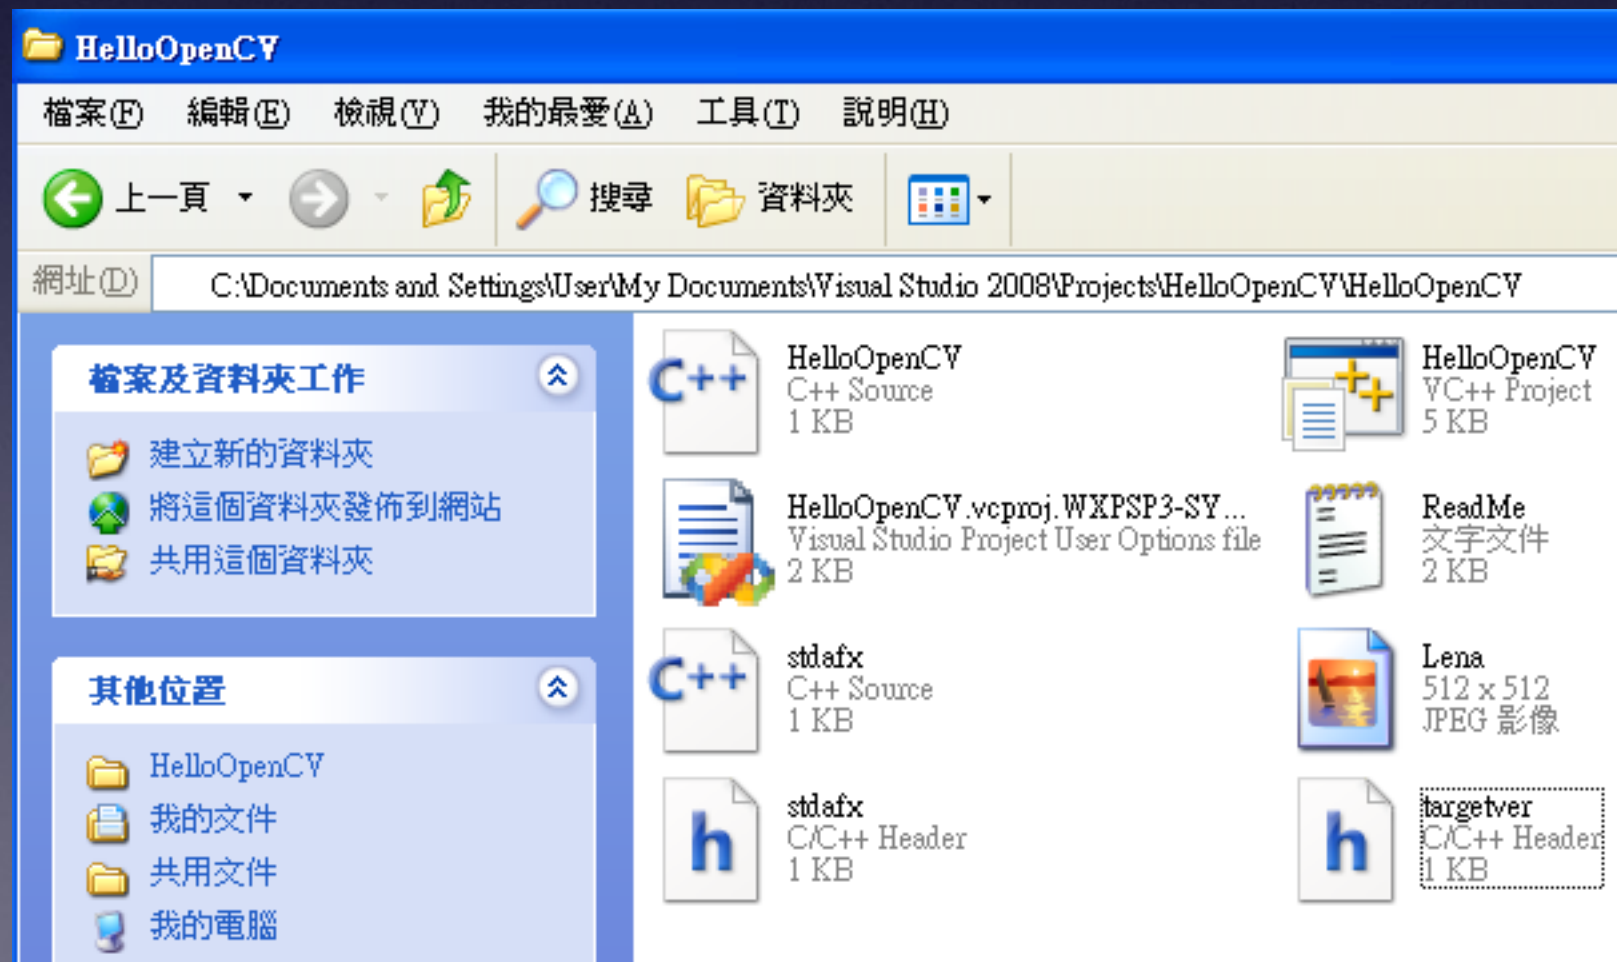 HelloOpenCV
檔案(F) 編輯(E) 檢視(V) 我的最愛(A) 工具(T) 說明(H)
上一頁 搜尋 資料夾
網址(D) C:\Documents and Settings\User\My Documents\Visual Studio 2008\Projects\HelloOpenCV\HelloOpenCV
檔案及資料夾工作
建立新的資料夾
將這個資料夾發佈到網站
共用這個資料夾
其他位置
HelloOpenCV
我的文件
共用文件
我的電腦
C++
HelloOpenCV
C++ Source
1 KB
HelloOpenCV
VC++ Project
5 KB
HelloOpenCV.vcproj.WXPSP3-SY...
Visual Studio Project User Options file
2 KB
ReadMe
文字文件
2 KB
C++
stdafx
C++ Source
1 KB
Lena
512 x 512
JPEG 影像
h
stdafx
C/C++ Header
1 KB
h
targetver
C/C++ Header
1 KB